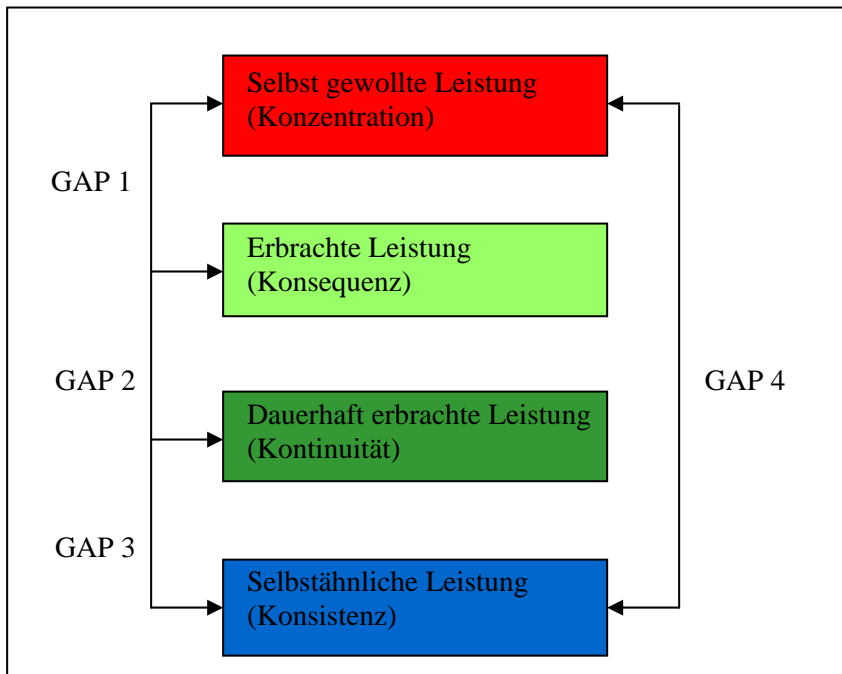 Selbst gewollte Leistung
(Konzentration)
GAP 1
Erbrachte Leistung
(Konsequenz)
GAP 2
GAP 4
Dauerhaft erbrachte Leistung
(Kontinuität)
GAP 3
Selbstähnliche Leistung
(Konsistenz)